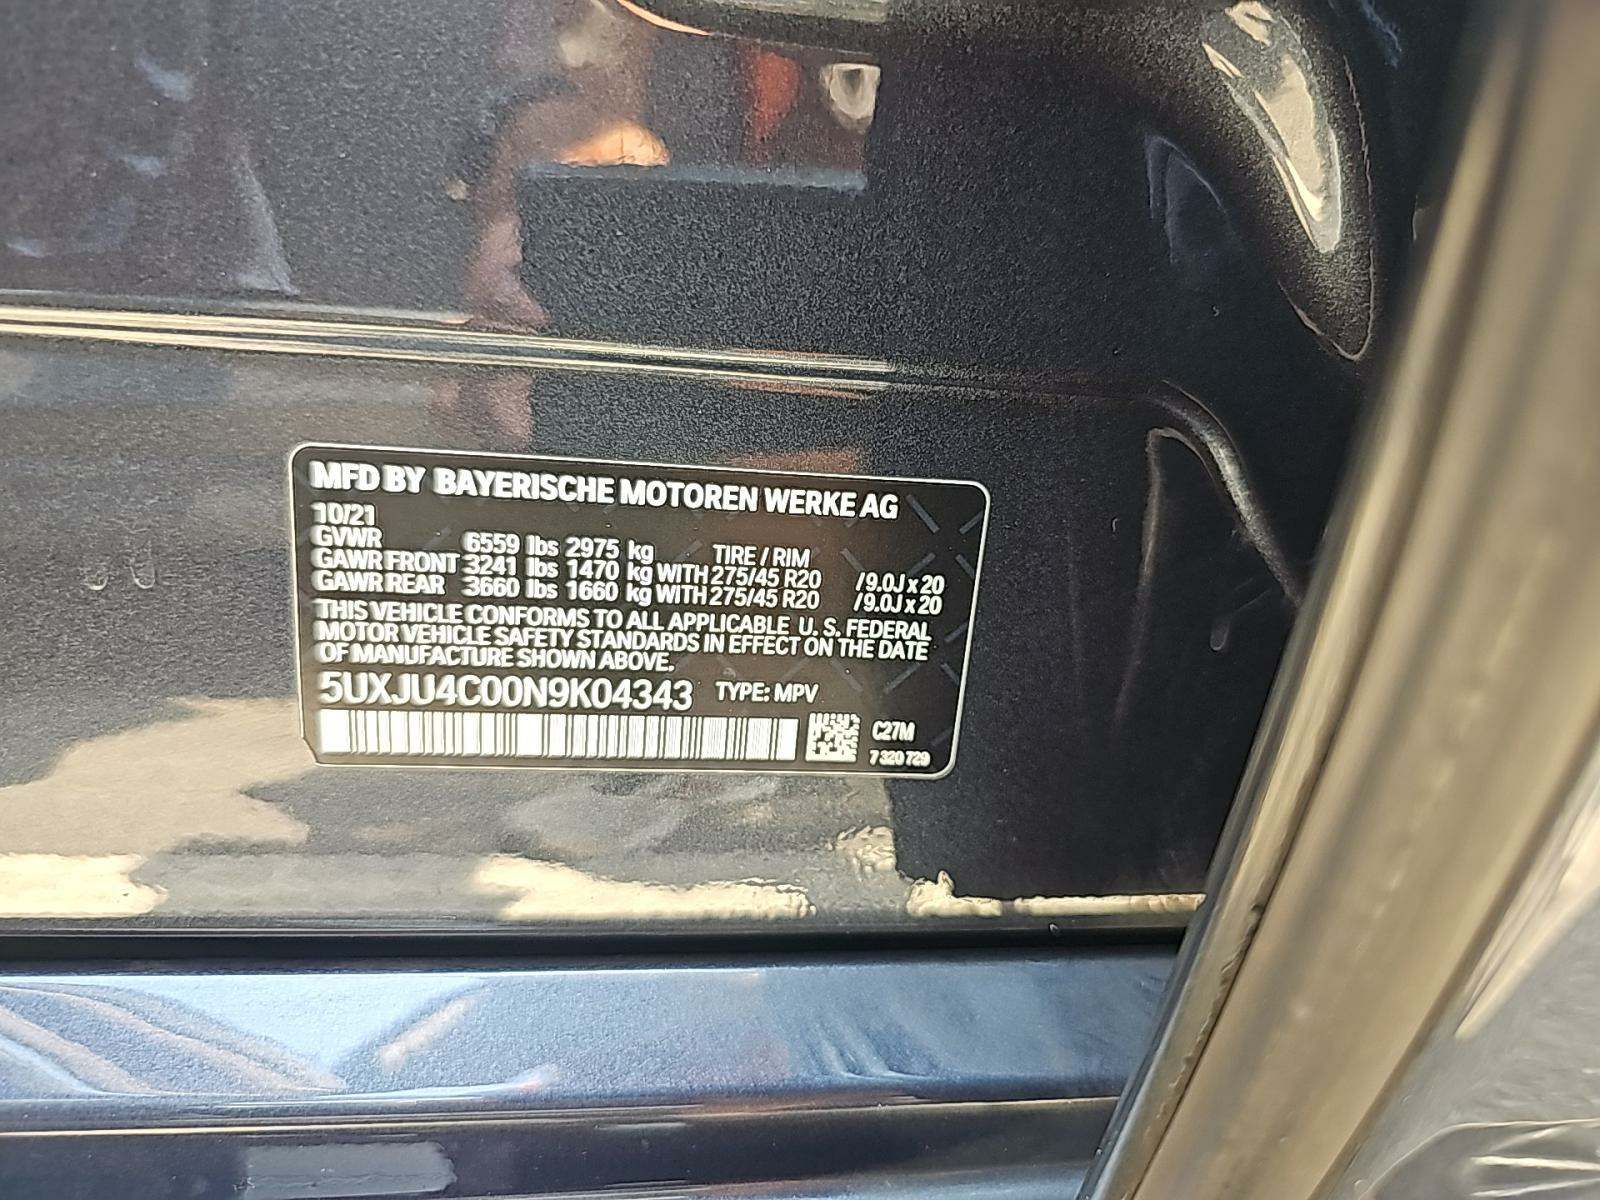 MFD BY BAYERISCHE MOTOREN WERKE AG
10/21
GVWR 6559 lbs 2975 kg TIRE / RIM
GAWR FRONT 3241 lbs 1470 kg WITH 275/45 R20 / 9.0J x 20
GAWR REAR 3660 lbs 1660 kg WITH 275/45 R20 / 9.0J x 20
THIS VEHICLE CONFORMS TO ALL APPLICABLE U. S. FEDERAL
MOTOR VEHICLE SAFETY STANDARDS IN EFFECT ON THE DATE
OF MANUFACTURE SHOWN ABOVE.
5UXJU4C00N9K04343 TYPE: MPV
C27M
7 320 729